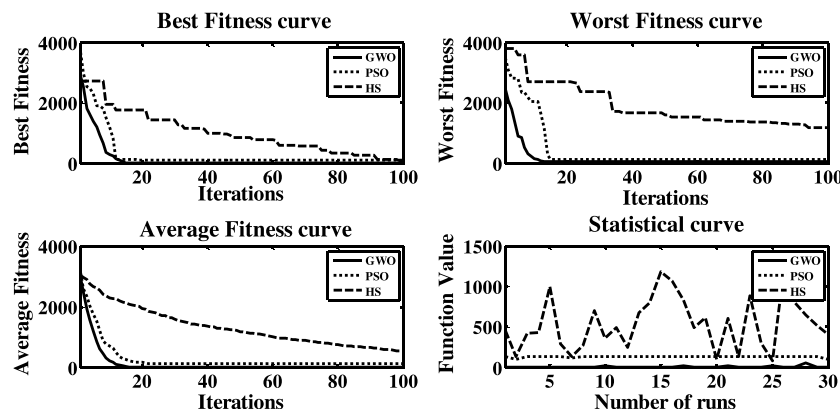 Best Fitness curve
Best Fitness
4000
2000
0
20
40
60
80
100
Iterations
GWO
PSO
HS
Worst Fitness curve
Worst Fitness
4000
2000
0
20
40
60
80
100
Iterations
GWO
PSO
HS
Average Fitness curve
Average Fitness
4000
2000
0
20
40
60
80
100
Iterations
GWO
PSO
HS
Statistical curve
Function Value
1500
1000
500
0
5
10
15
20
25
30
Number of runs
GWO
PSO
HS